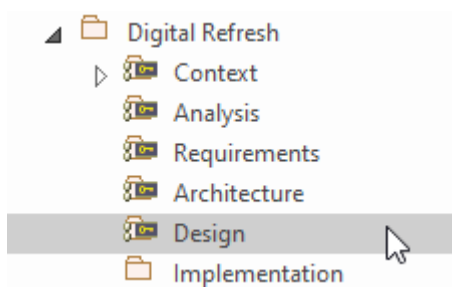 Digital Refresh
Context
Analysis
Requirements
Architecture
Design
Implementation